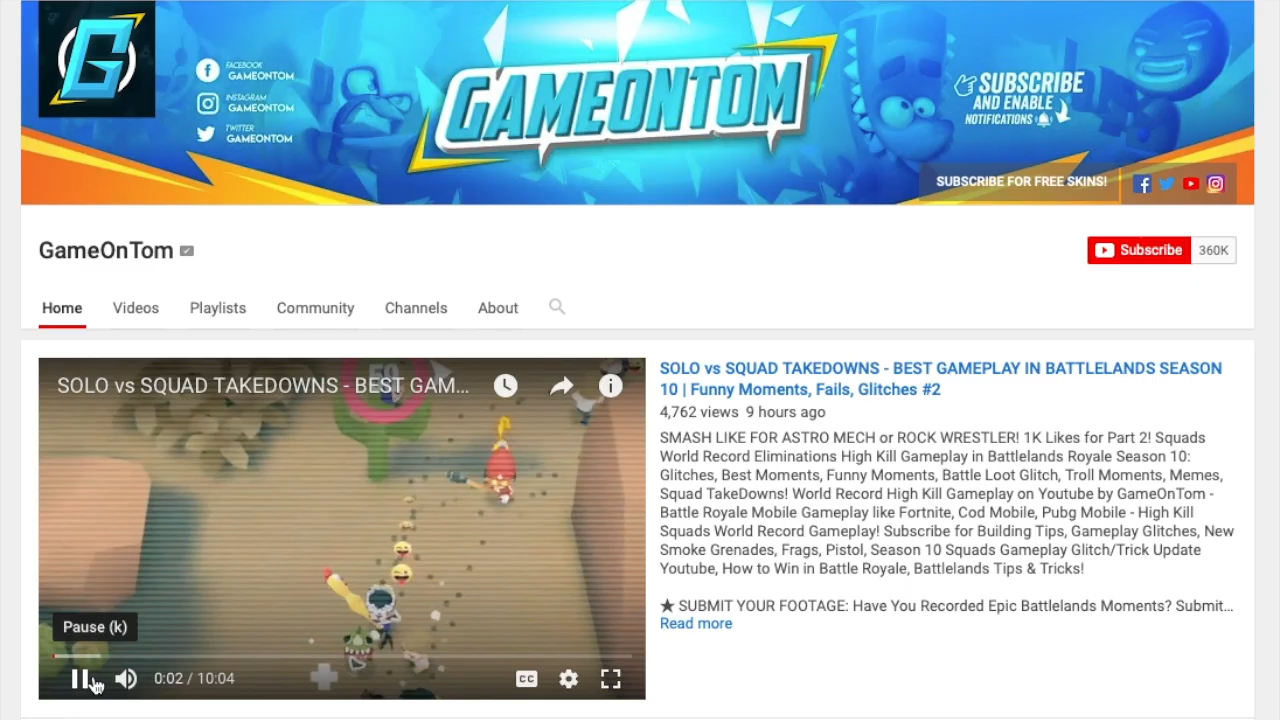 G
FACEBOOK
GAMEONTOM
INSTAGRAM
GAMEONTOM
TWITTER
GAMEONTOM
GAMEONTOM
SUBSCRIBE
AND ENABLE
NOTIFICATIONS
SUBSCRIBE FOR FREE SKINS!
GameOnTom
Subscribe 360K
Home Videos Playlists Community Channels About
SOLO vs SQUAD TAKEDOWNS - BEST GAM...
59
Pause (k)
0:02 / 10:04
CC
SOLO vs SQUAD TAKEDOWNS - BEST GAMEPLAY IN BATTLELANDS SEASON
10 | Funny Moments, Fails, Glitches #2
4,762 views 9 hours ago
SMASH LIKE FOR ASTRO MECH or ROCK WRESTLER! 1K Likes for Part 2! Squads
World Record Eliminations High Kill Gameplay in Battlelands Royale Season 10:
Glitches, Best Moments, Funny Moments, Battle Loot Glitch, Troll Moments, Memes,
Squad TakeDowns! World Record High Kill Gameplay on Youtube by GameOnTom -
Battle Royale Mobile Gameplay like Fortnite, Cod Mobile, Pubg Mobile - High Kill
Squads World Record Gameplay! Subscribe for Building Tips, Gameplay Glitches, New
Smoke Grenades, Frags, Pistol, Season 10 Squads Gameplay Glitch/Trick Update
Youtube, How to Win in Battle Royale, Battlelands Tips & Tricks!
★ SUBMIT YOUR FOOTAGE: Have You Recorded Epic Battlelands Moments? Submit...
Read more